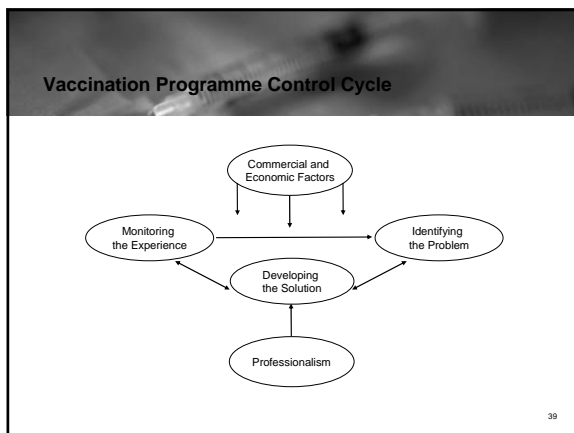 Vaccination Programme Control Cycle
Commercial and
Economic Factors
Monitoring
the Experience
Identifying
the Problem
Developing
the Solution
Professionalism
39